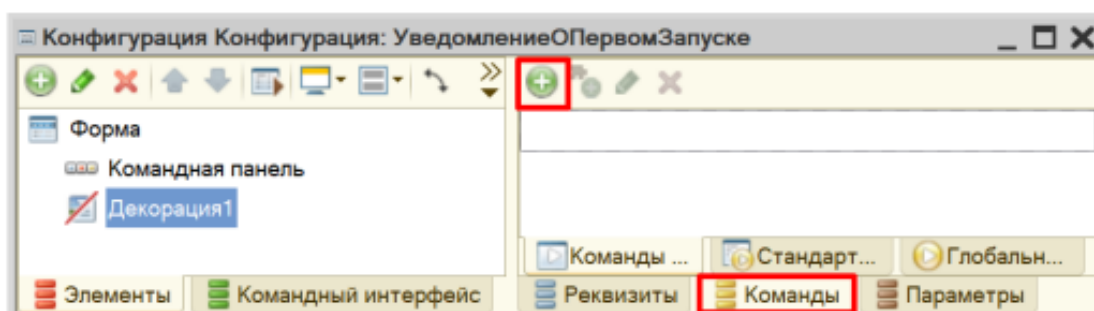 Конфигурация Конфигурация: УведомлениеОПервомЗапуске
Форма
Командная панель
Декорация1
Команды ... Стандарт... Глобальн...
Элементы Командный интерфейс Реквизиты Команды Параметры